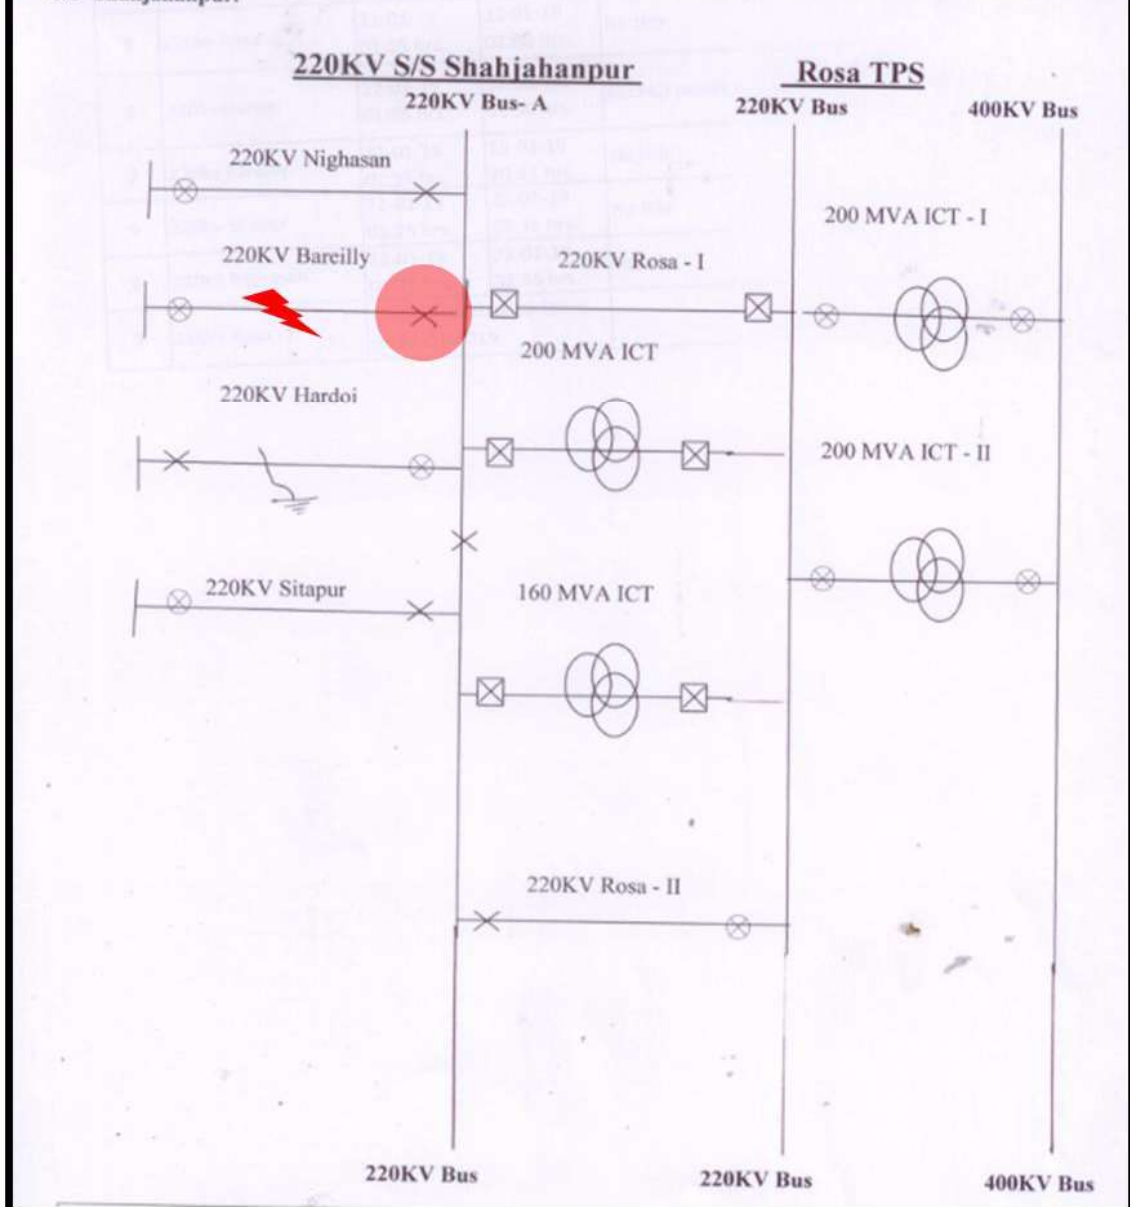 220KV S/S Shahjahanpur
Rosa TPS
220KV Bus- A
220KV Bus
400KV Bus
220KV Nighasan
200 MVA ICT - I
220KV Bareilly
220KV Rosa - I
200 MVA ICT
220KV Hardoi
200 MVA ICT - II
220KV Sitapur
160 MVA ICT
220KV Rosa - II
220KV Bus
220KV Bus
400KV Bus